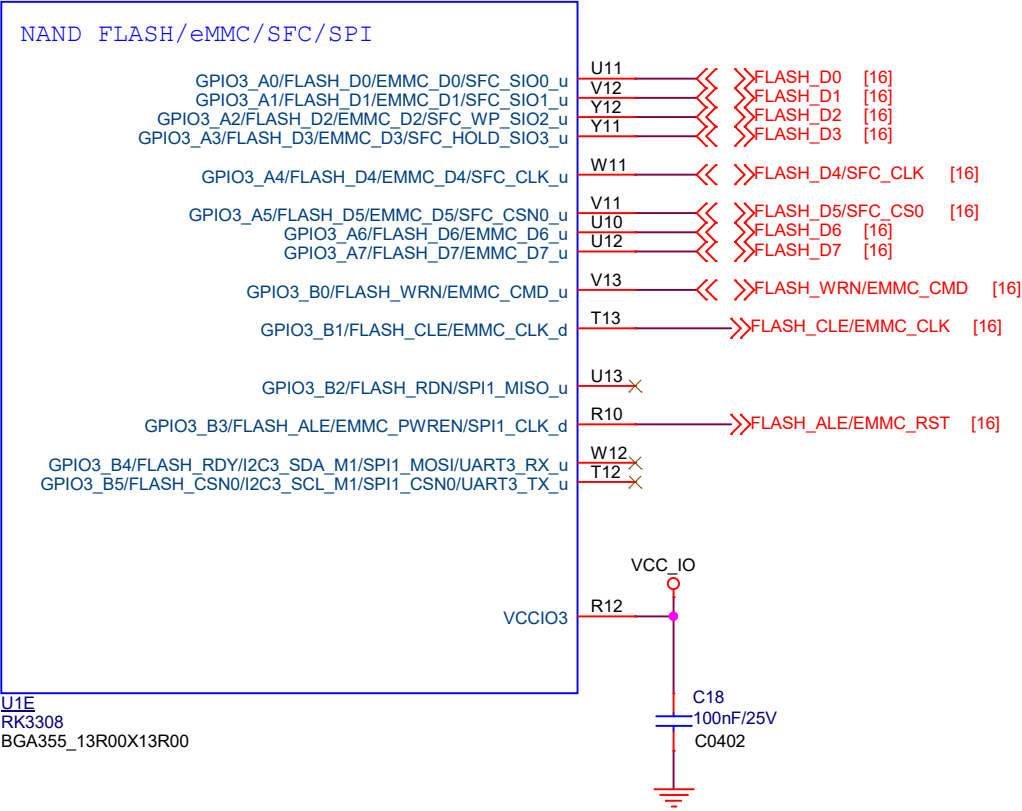 NAND FLASH/eMMC/SFC/SPI
GPIO3_A0/FLASH_D0/EMMC_D0/SFC_SIO0_u U11 FLASH_D0 [16]
GPIO3_A1/FLASH_D1/EMMC_D1/SFC_SIO1_u V12 FLASH_D1 [16]
GPIO3_A2/FLASH_D2/EMMC_D2/SFC_WP_SIO2_u Y12 FLASH_D2 [16]
GPIO3_A3/FLASH_D3/EMMC_D3/SFC_HOLD_SIO3_u Y11 FLASH_D3 [16]
GPIO3_A4/FLASH_D4/EMMC_D4/SFC_CLK_u W11 FLASH_D4/SFC_CLK [16]
GPIO3_A5/FLASH_D5/EMMC_D5/SFC_CSN0_u V11 FLASH_D5/SFC_CS0 [16]
GPIO3_A6/FLASH_D6/EMMC_D6_u U10 FLASH_D6 [16]
GPIO3_A7/FLASH_D7/EMMC_D7_u U12 FLASH_D7 [16]
GPIO3_B0/FLASH_WRN/EMMC_CMD_u V13 FLASH_WRN/EMMC_CMD [16]
GPIO3_B1/FLASH_CLE/EMMC_CLK_d T13 FLASH_CLE/EMMC_CLK [16]
GPIO3_B2/FLASH_RDN/SPI1_MISO_u U13
GPIO3_B3/FLASH_ALE/EMMC_PWREN/SPI1_CLK_d R10 FLASH_ALE/EMMC_RST [16]
GPIO3_B4/FLASH_RDY/I2C3_SDA_M1/SPI1_MOSI/UART3_RX_u W12
GPIO3_B5/FLASH_CSN0/I2C3_SCL_M1/SPI1_CSN0/UART3_TX_u T12
VCC_IO
VCCIO3 R12
C18
100nF/25V
C0402
U1E
RK3308
BGA355_13R00X13R00